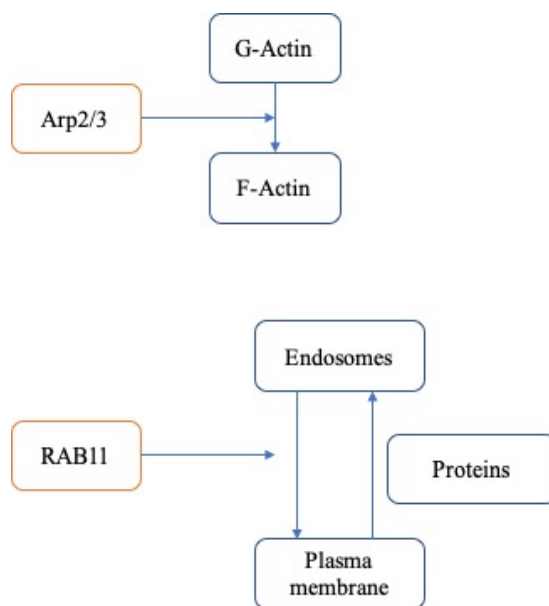 G-Actin
Arp2/3
F-Actin
Endosomes
RAB11
Proteins
Plasma
membrane